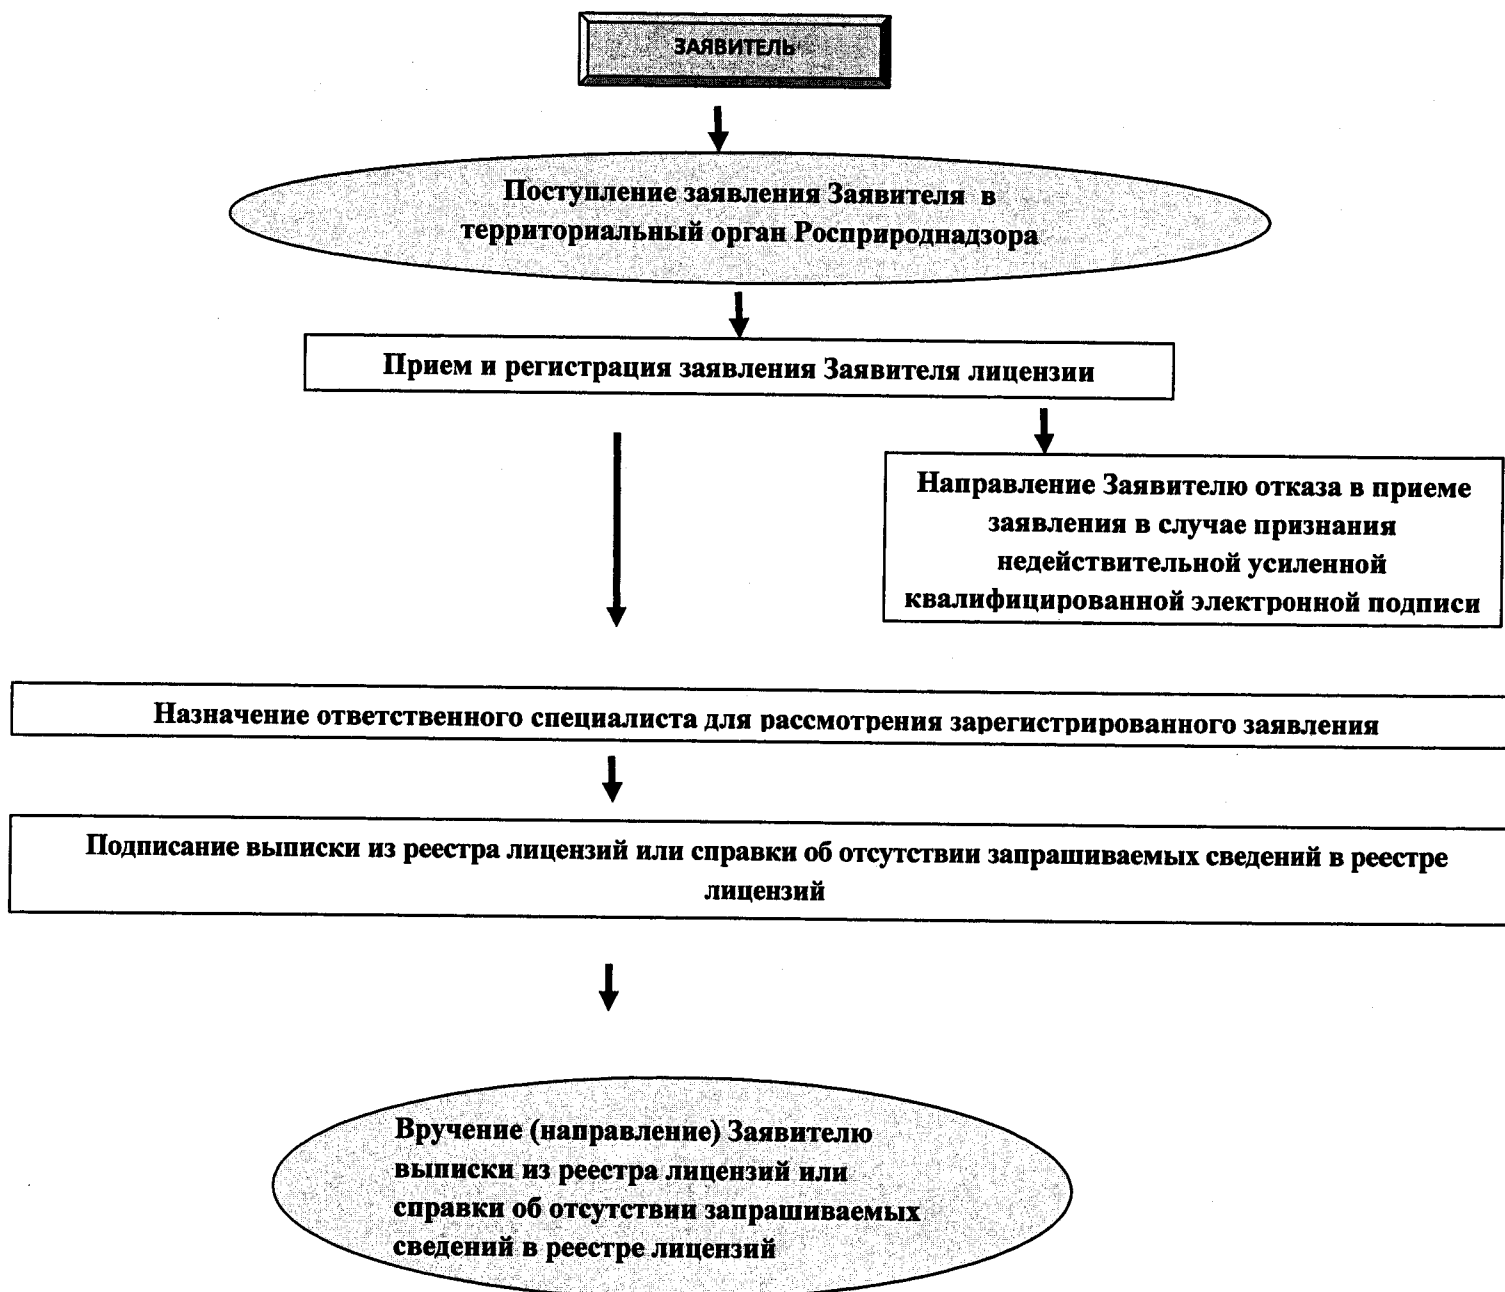 ЗАЯВИТЕЛЬ
Поступление заявления Заявителя в
территориальный орган Росприроднадзора
Прием и регистрация заявления Заявителя лицензии
Направление Заявителю отказа в приеме
заявления в случае признания
недействительной усиленной
квалифицированной электронной подписи
Назначение ответственного специалиста для рассмотрения зарегистрированного заявления
Подписание выписки из реестра лицензий или справки об отсутствии запрашиваемых сведений в реестре
лицензий
Вручение (направление) Заявителю
выписки из реестра лицензий или
справки об отсутствии запрашиваемых
сведений в реестре лицензий